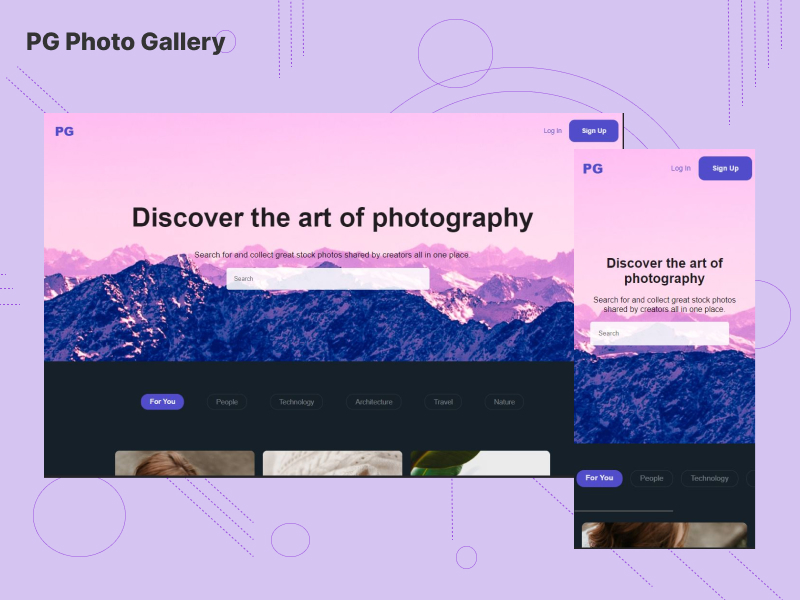 PG Photo Gallery
PG
Log In
Sign Up
Discover the art of photography
Search for and collect great stock photos shared by creators all in one place.
Search
For You
People
Technology
Architecture
Travel
Nature
PG
Log In
Sign Up
Discover the art of
photography
Search for and collect great stock photos
shared by creators all in one place.
Search
For You
People
Technology